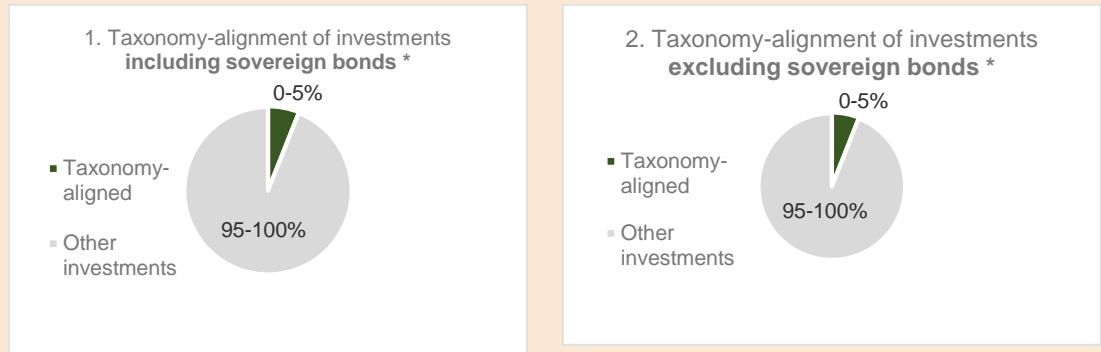 1. Taxonomy-alignment of investments
including sovereign bonds *
0-5%
Taxonomy-
aligned
95-100%
Other
investments
2. Taxonomy-alignment of investments
excluding sovereign bonds *
0-5%
Taxonomy-
aligned
95-100%
Other
investments